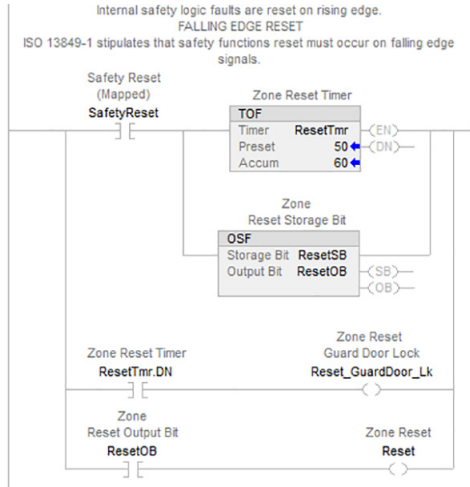 Internal safety logic faults are reset on rising edge.
FALLING EDGE RESET
ISO 13849-1 stipulates that safety functions reset must occur on falling edge
signals.
Safety Reset
(Mapped)
SafetyReset
Zone Reset Timer
TOF
Timer ResetTmr
Preset 50
Accum 60
EN
DN
Zone
Reset Storage Bit
OSF
Storage Bit ResetSB
Output Bit ResetOB
SB
OB
Zone Reset Timer
ResetTmr.DN
Zone Reset
Guard Door Lock
Reset_GuardDoor_Lk
Zone
Reset Output Bit
ResetOB
Zone Reset
Reset